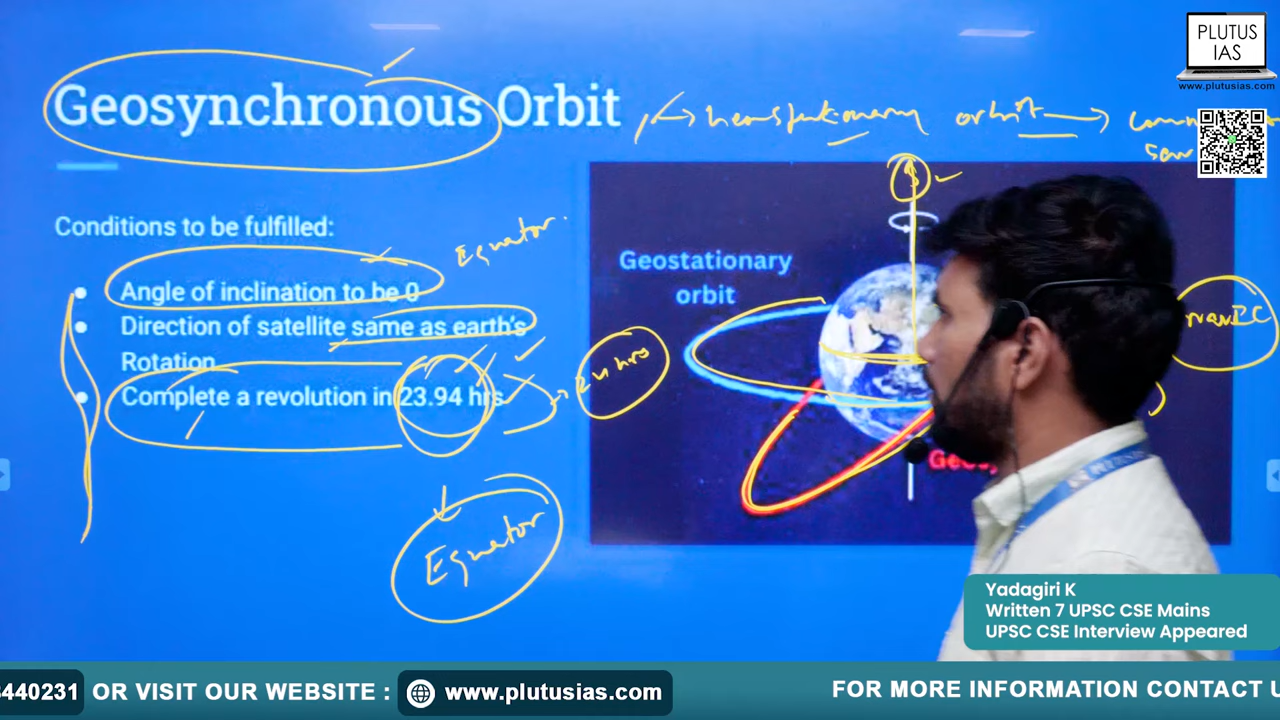 PLUTUS
IAS
www.plutusias.com
Geosynchronous Orbit
Geostationary orbit
Conditions to be fulfilled:
Equator
• Angle of inclination to be 0
• Direction of satellite same as earth's
Rotation
• Complete a revolution in 23.94 hrs
24 hrs
Equator
Geostationary
orbit
NavIC
Yadagiri K
Written 7 UPSC CSE Mains
UPSC CSE Interview Appeared
3440231 OR VISIT OUR WEBSITE : www.plutusias.com FOR MORE INFORMATION CONTACT U